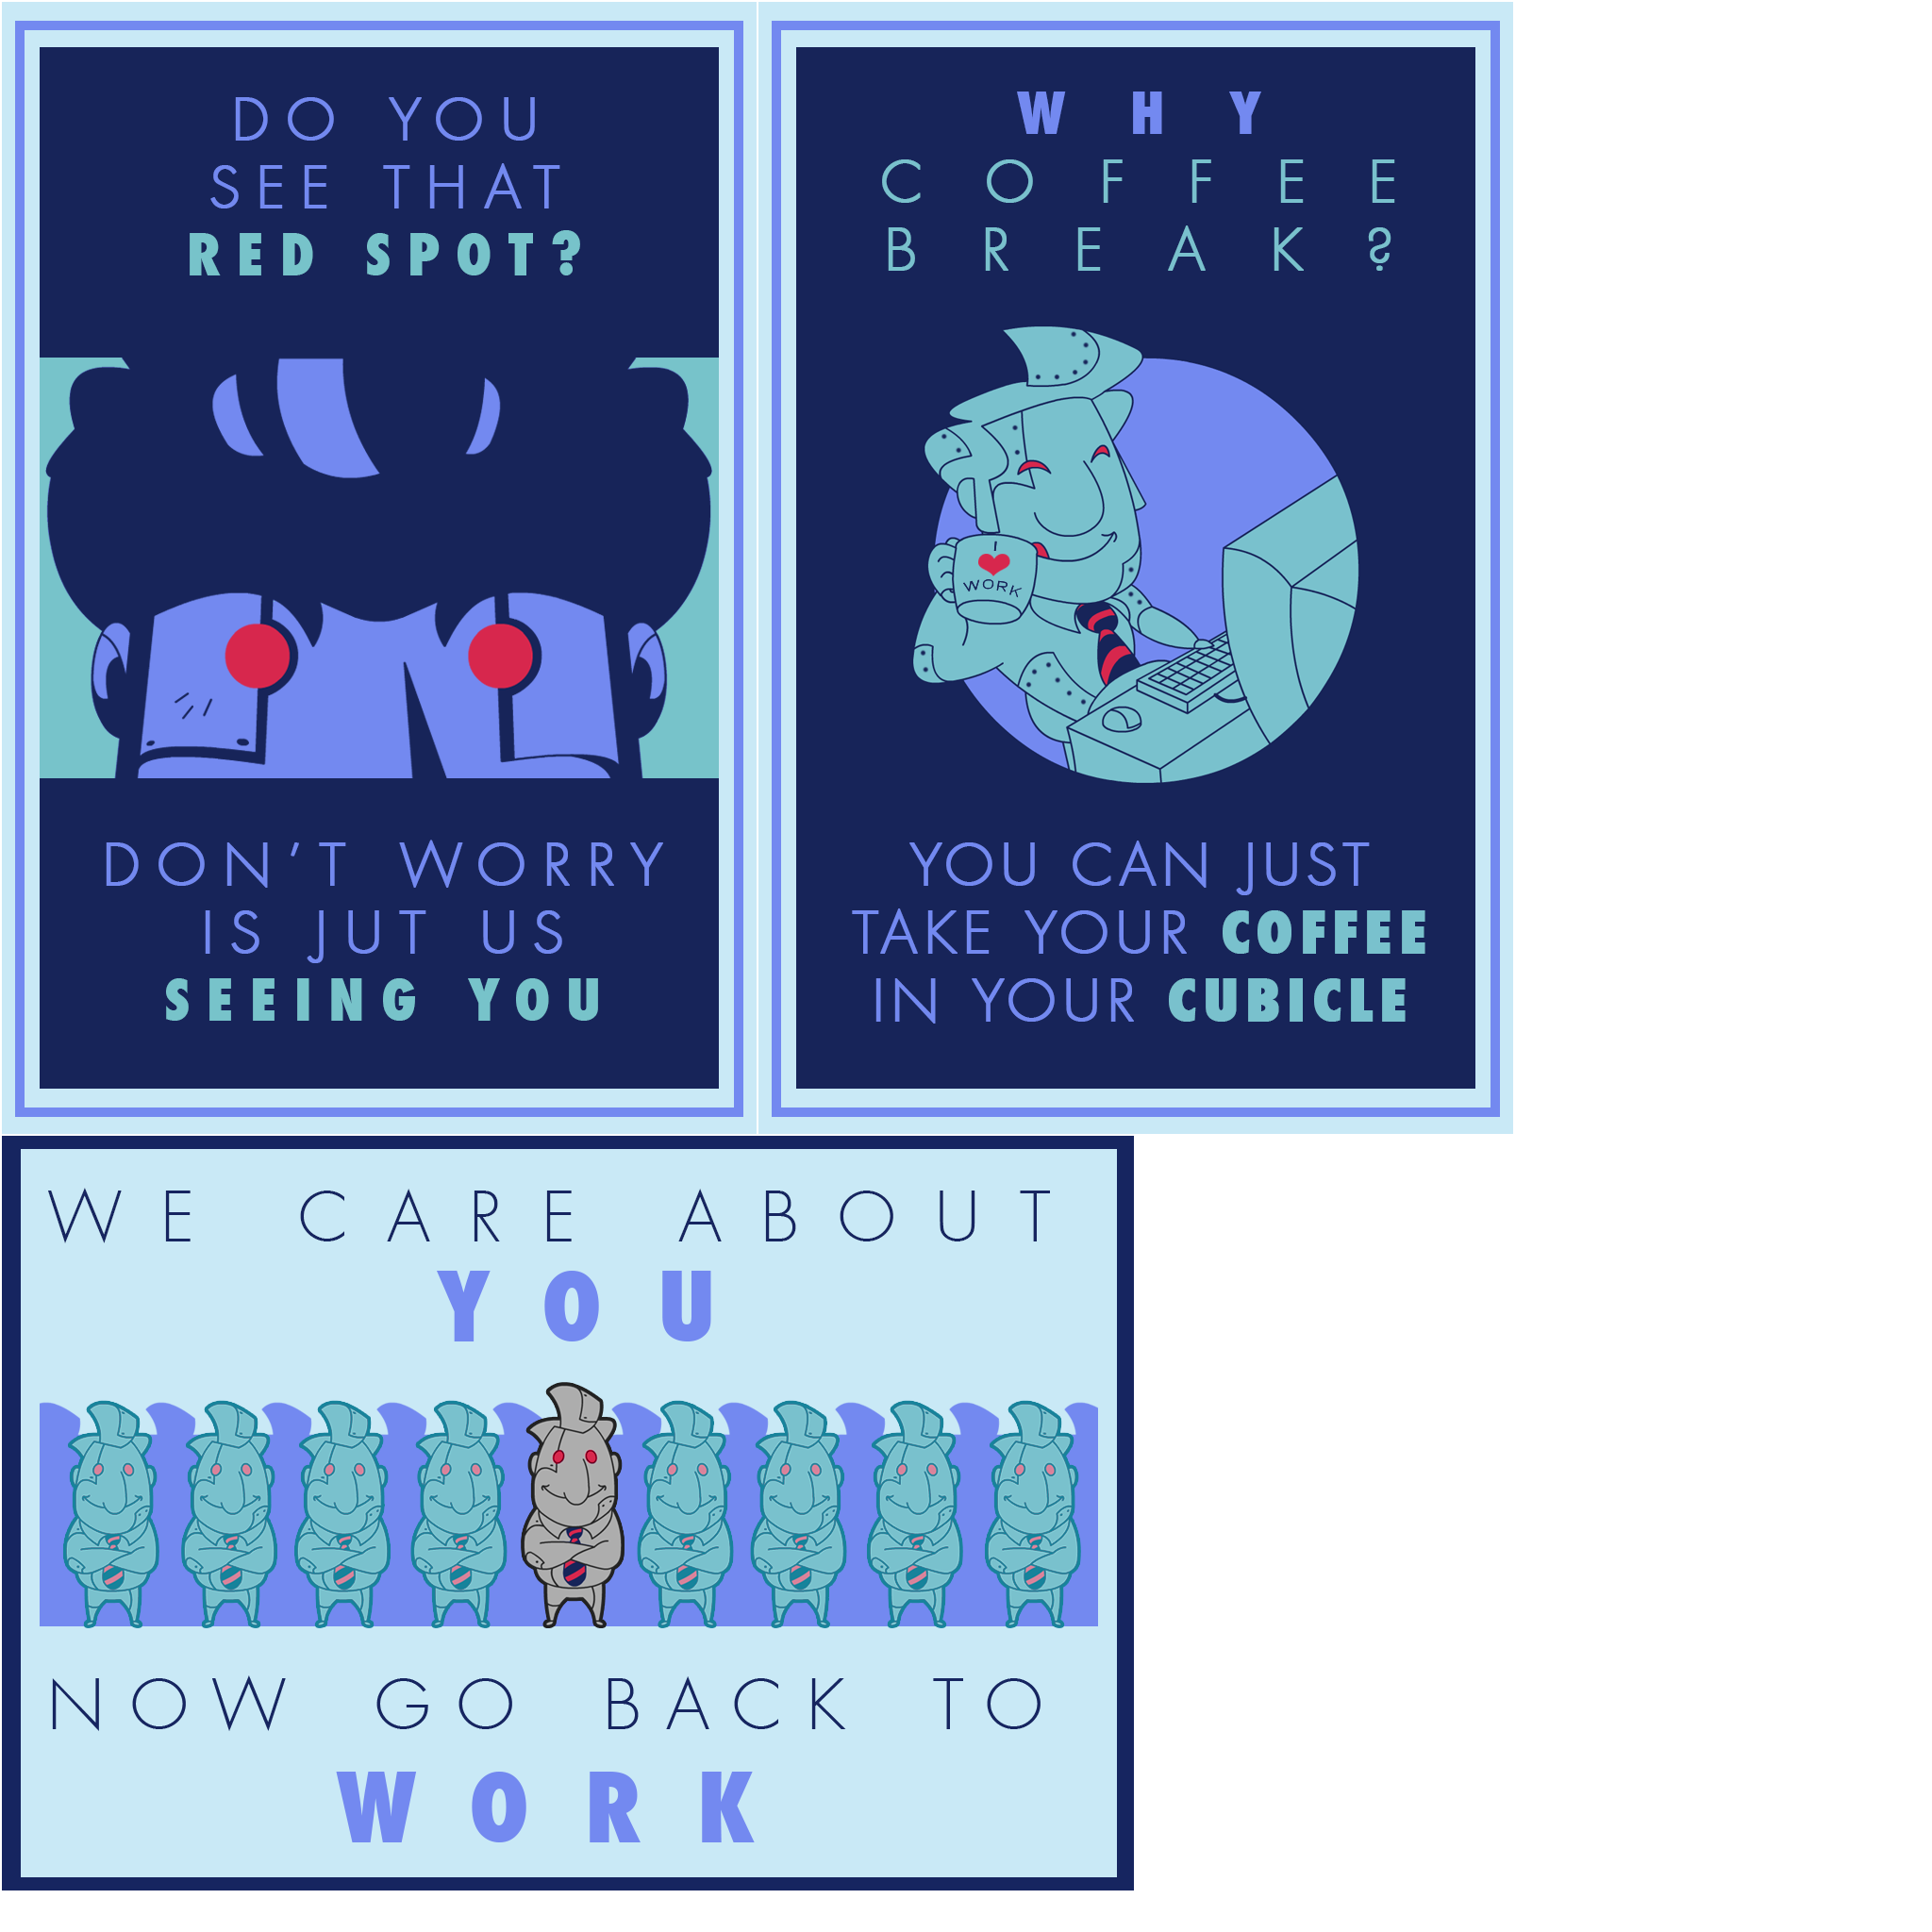 DO YOU
SEE THAT
RED SPOT?
DON'T WORRY
IS JUT US
SEEING YOU
WHY
COFFEE
BREAK?
I
WORK
YOU CAN JUST
TAKE YOUR COFFEE
IN YOUR CUBICLE
WE CARE ABOUT
YOU
NOW GO BACK TO
WORK